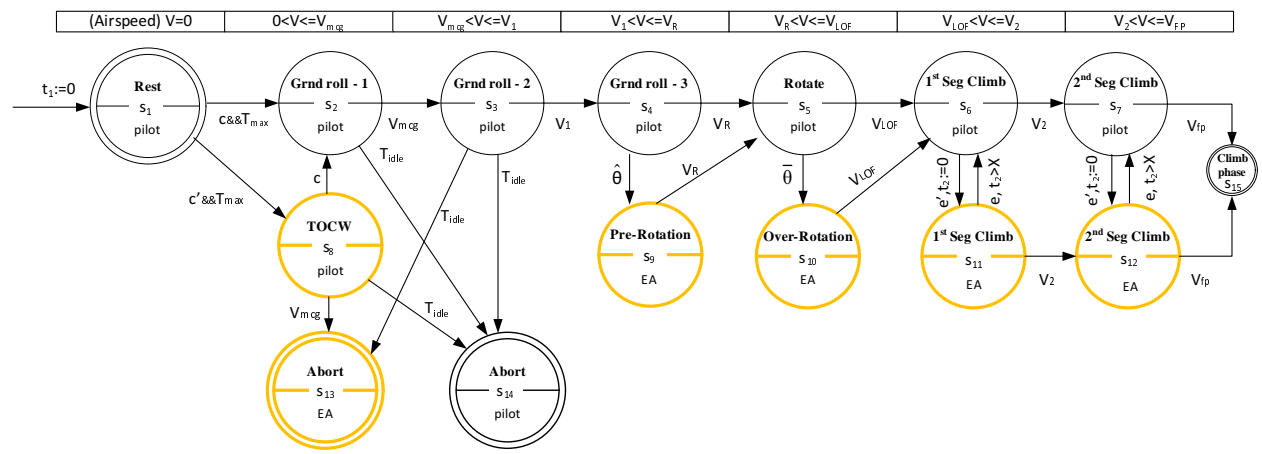 (Airspeed) V=0
0<V<=Vmcg
Vmcg<V<=V1
V1<V<=VR
VR<V<=VLOF
VLOF<V<=V2
V2<V<=VFP
t1:=0
Rest
s1
pilot
c&&Tmax
c'&&Tmax
Grnd roll - 1
s2
pilot
Vmcg
Tidle
Grnd roll - 2
s3
pilot
V1
Tidle
Tidle
Grnd roll - 3
s4
pilot
VR
θ̂
VR
Rotate
s5
pilot
VLOF
θ̄
VLOF
1st Seg Climb
s6
pilot
V2
e',t2:=0
e, t2>X
2nd Seg Climb
s7
pilot
Vfp
e',t2:=0
e, t2>X
Climb
phase
s15
c
TOCW
s8
pilot
Vmcg
Tidle
Pre-Rotation
s9
EA
Over-Rotation
s10
EA
1st Seg Climb
s11
EA
V2
2nd Seg Climb
s12
EA
Vfp
Abort
s13
EA
Abort
s14
pilot